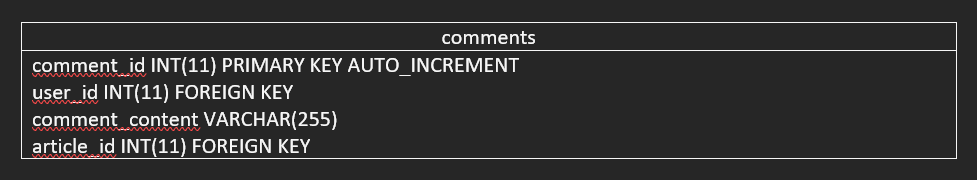 comments
comment_id INT(11) PRIMARY KEY AUTO_INCREMENT
user_id INT(11) FOREIGN KEY
comment_content VARCHAR(255)
article_id INT(11) FOREIGN KEY